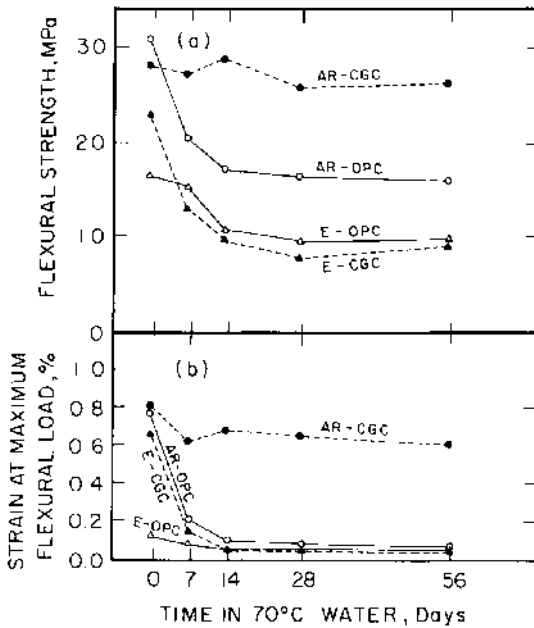 FLEXURAL STRENGTH, MPa
30
20
10
0
(a)
AR-CGC
AR-OPC
E-OPC
E-CGC
STRAIN AT MAXIMUM
FLEXURAL LOAD, %
1.0
0.8
0.6
0.4
0.2
0.0
(b)
AR-CGC
AR-OPC
E-CGC
E-OPC
0 7 14 28 56
TIME IN 70°C WATER, Days